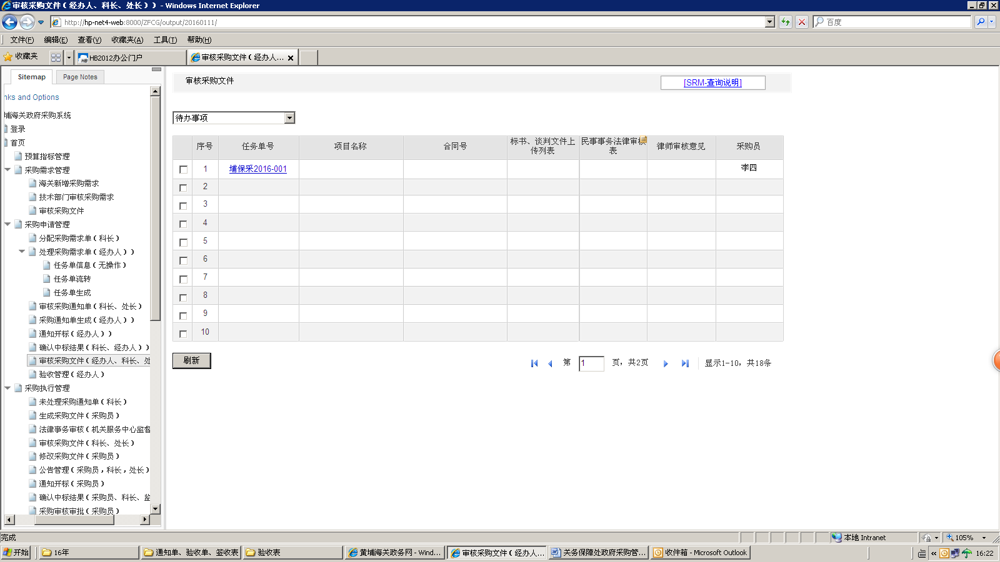 审核采购文件（经办人、科长、处长）） - Windows Internet Explorer
http://hp-net4-web:8000/ZFCG/output/20160111/
百度
文件(F) 编辑(E) 查看(V) 收藏夹(A) 工具(T) 帮助(H)
收藏夹
HB2012办公门户
审核采购文件（经办人...
Sitemap
Page Notes
nks and Options
埔海关政府采购系统
登录
首页
预算指标管理
采购需求管理
海关新增采购需求
技术部门审核采购需求
审核采购文件
采购申请管理
分配采购需求单（科长）
处理采购需求单（经办人））
任务单信息（无操作）
任务单流转
任务单生成
审核采购通知单（科长、处长）
采购通知单生成（经办人））
通知开标（经办人））
确认中标结果（科长、经办人））
审核采购文件（经办人、科长、处
验收管理（经办人）
采购执行管理
未处理采购通知单（科长）
生成采购文件（采购员）
法律事务审核（机关服务中心监督
审核采购文件（科长、处长）
修改采购文件（采购员）
公告管理（采购员，科长，处长）
通知开标（采购员）
确认中标结果（采购员、科长、监
采购审核审批（采购员）
审核采购文件
[SRM-查询说明]
待办事项
序号 任务单号 项目名称 合同号 标书、谈判文件上传列表 民事事务法律审核表 律师审核意见 采购员
1 埔保采2016-001 李四
2
3
4
5
6
7
8
9
10
刷新
第 1 页，共2页
显示1-10，共18条
完成
本地 Intranet
105%
开始
16年
通知单、验收单、签收表
验收表
黄埔海关政务网 - Wind...
审核采购文件（经办人...
关务保障处政府采购管...
收件箱 - Microsoft Outlook
16:22